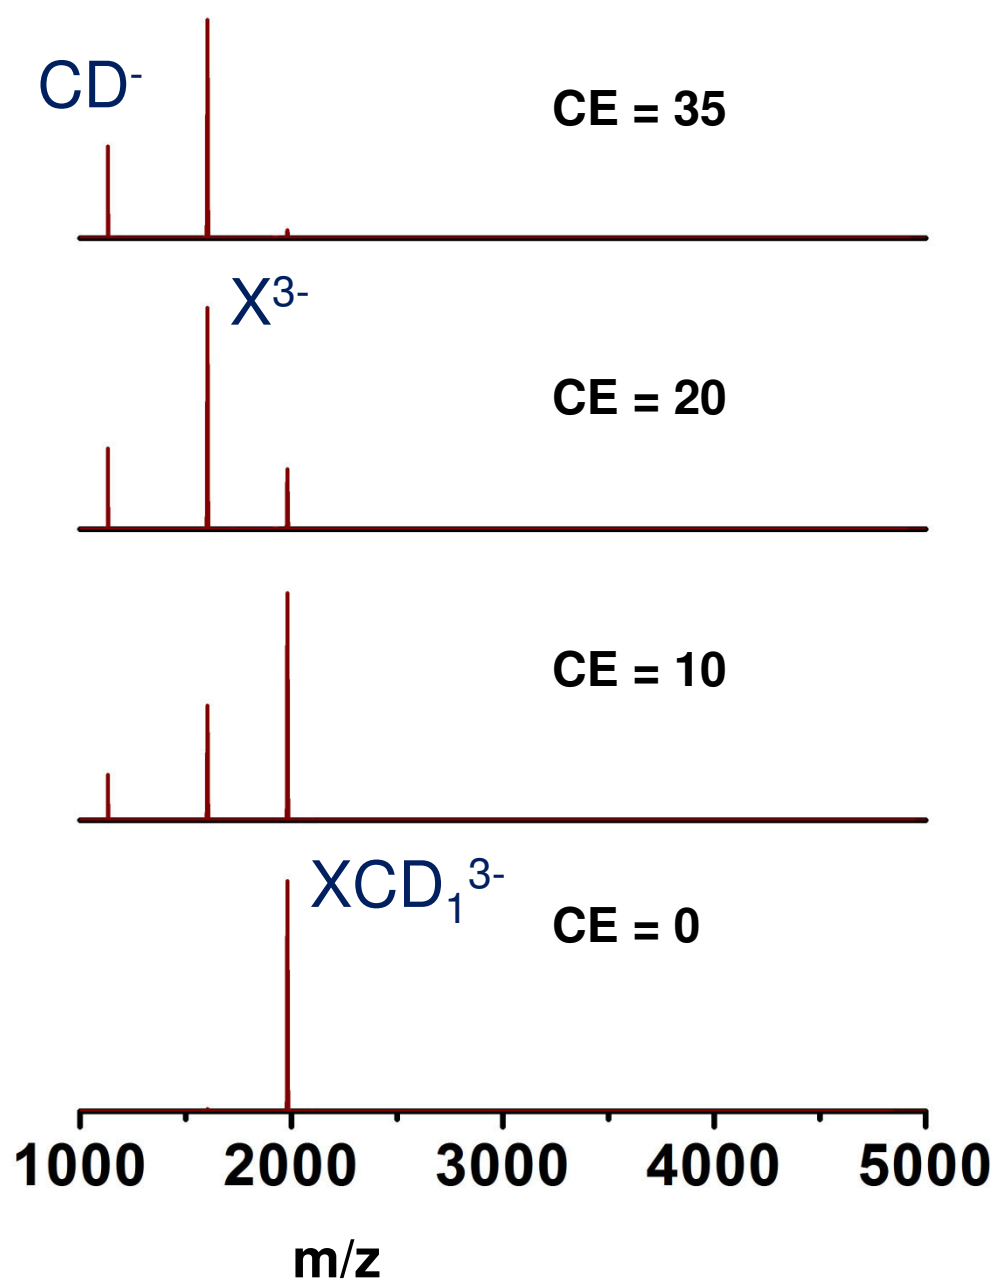 CD⁻
CE = 35
X³⁻
CE = 20
CE = 10
XCD₁³⁻
CE = 0
1000 2000 3000 4000 5000
m/z